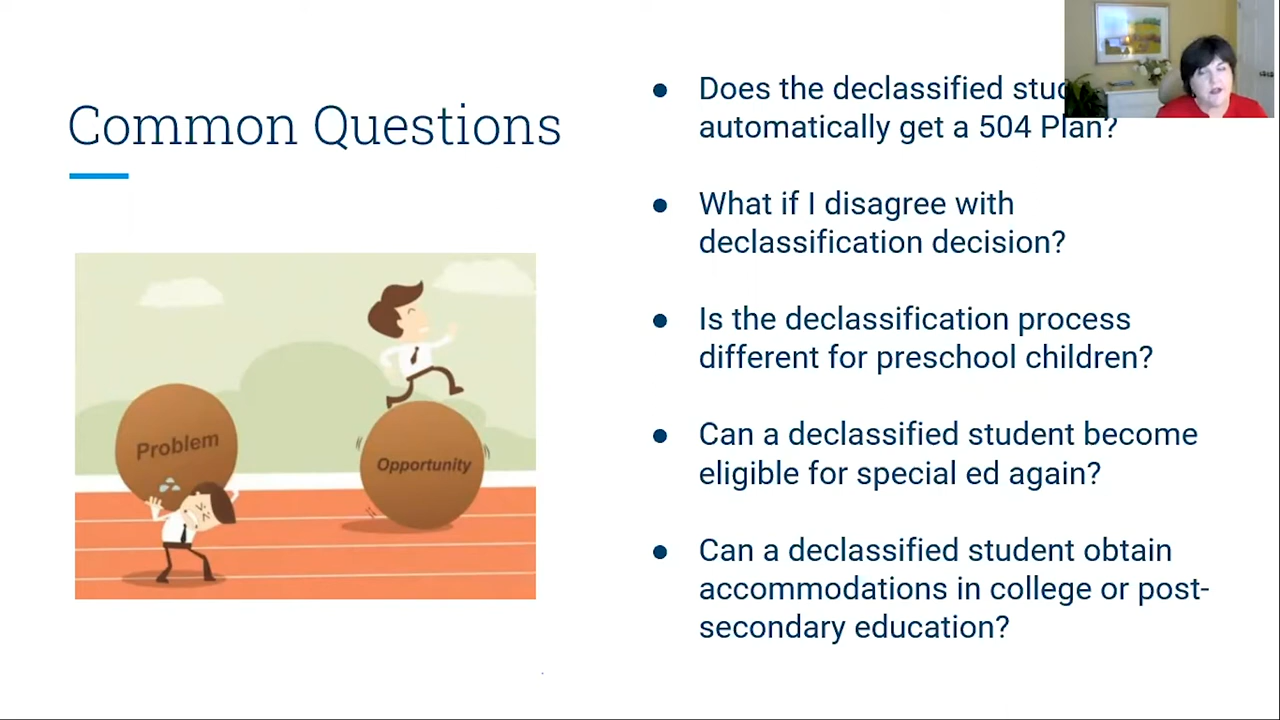 Common Questions
Problem
Opportunity
● Does the declassified
automatically get a 504 Plan?
● What if I disagree with
declassification decision?
● Is the declassification process
different for preschool children?
● Can a declassified student become
eligible for special ed again?
● Can a declassified student obtain
accommodations in college or post-
secondary education?